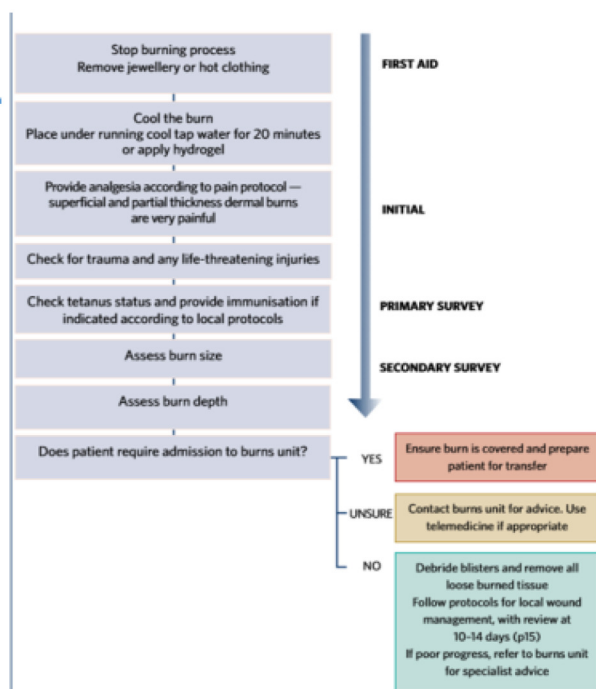 Stop burning process
Remove jewellery or hot clothing
FIRST AID
Cool the burn
Place under running cool tap water for 20 minutes
or apply hydrogel
Provide analgesia according to pain protocol —
superficial and partial thickness dermal burns
are very painful
INITIAL
Check for trauma and any life-threatening injuries
Check tetanus status and provide immunisation if
indicated according to local protocols
PRIMARY SURVEY
Assess burn size
SECONDARY SURVEY
Assess burn depth
Does patient require admission to burns unit?
YES
Ensure burn is covered and prepare
patient for transfer
UNSURE
Contact burns unit for advice. Use
telemedicine if appropriate
NO
Debride blisters and remove all
loose burned tissue
Follow protocols for local wound
management, with review at
10–14 days (p15)
If poor progress, refer to burns unit
for specialist advice